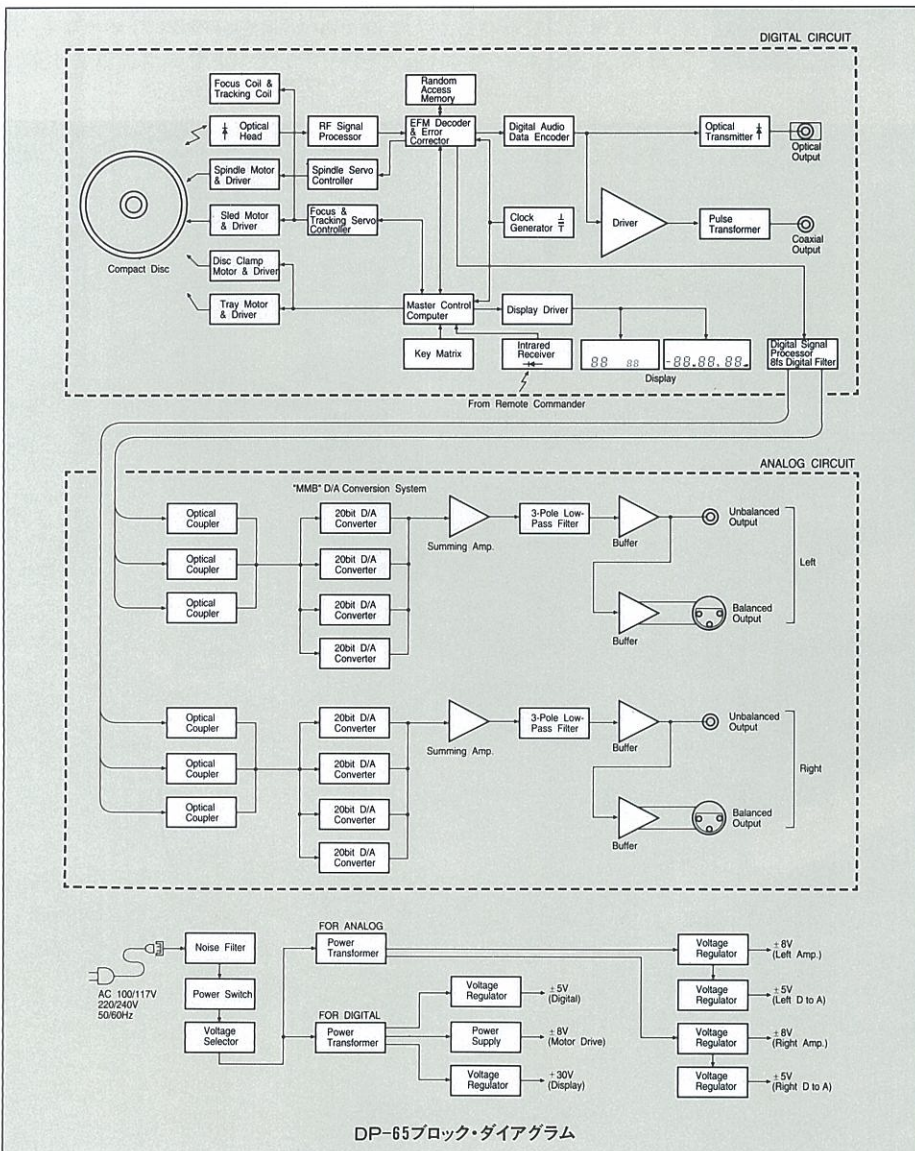 DIGITAL CIRCUIT
Focus Coil &
Tracking Coil
Random
Access
Memory
Optical
Head
RF Signal
Processor
EFM Decoder
& Error
Corrector
Digital Audio
Data Encoder
Optical
Transmitter
Optical
Output
Spindle Motor
& Driver
Spindle Servo
Controller
Sled Motor
& Driver
Focus &
Tracking Servo
Controller
Clock
Generator
Driver
Pulse
Transformer
Coaxial
Output
Compact Disc
Disc Clamp
Motor & Driver
Tray Motor
& Driver
Master Control
Computer
Display Driver
Key Matrix
Intrared
Receiver
88 88
-88.88.88.
Display
Digital Signal
Processor
8fs Digital Filter
From Remote Commander
ANALOG CIRCUIT
"MMB" D/A Conversion System
Optical
Coupler
Optical
Coupler
Optical
Coupler
20bit D/A
Converter
20bit D/A
Converter
20bit D/A
Converter
20bit D/A
Converter
Summing Amp.
3-Pole Low-
Pass Filter
Buffer
Unbalanced
Output
Left
Buffer
Balanced
Output
Optical
Coupler
Optical
Coupler
Optical
Coupler
20bit D/A
Converter
20bit D/A
Converter
20bit D/A
Converter
20bit D/A
Converter
Summing Amp.
3-Pole Low-
Pass Filter
Buffer
Unbalanced
Output
Right
Buffer
Balanced
Output
AC 100/117V
220/240V
50/60Hz
Noise Filter
Power Switch
Voltage
Selector
FOR ANALOG
Power
Transformer
FOR DIGITAL
Power
Transformer
Voltage
Regulator
±5V
(Digital)
Power
Supply
±8V
(Motor Drive)
Voltage
Regulator
+30V
(Display)
Voltage
Regulator
±8V
(Left Amp.)
Voltage
Regulator
±5V
(Left D to A)
Voltage
Regulator
±8V
(Right Amp.)
Voltage
Regulator
±5V
(Right D to A)
DP-65ブロック・ダイアグラム